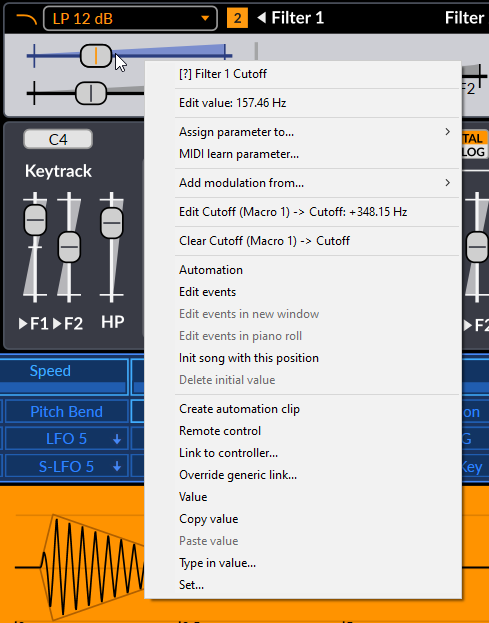 LP 12 dB
2
Filter 1
Filter
F2
[?] Filter 1 Cutoff
Edit value: 157.46 Hz
Assign parameter to...
MIDI learn parameter...
Add modulation from...
Edit Cutoff (Macro 1) -> Cutoff: +348.15 Hz
Clear Cutoff (Macro 1) -> Cutoff
Automation
Edit events
Edit events in new window
Edit events in piano roll
Init song with this position
Delete initial value
Create automation clip
Remote control
Link to controller...
Override generic link...
Value
Copy value
Paste value
Type in value...
Set...
C4
TAL
LOG
Keytrack
F1
F2
HP
F2
Speed
Pitch Bend
on
LFO 5
G
S-LFO 5
Key